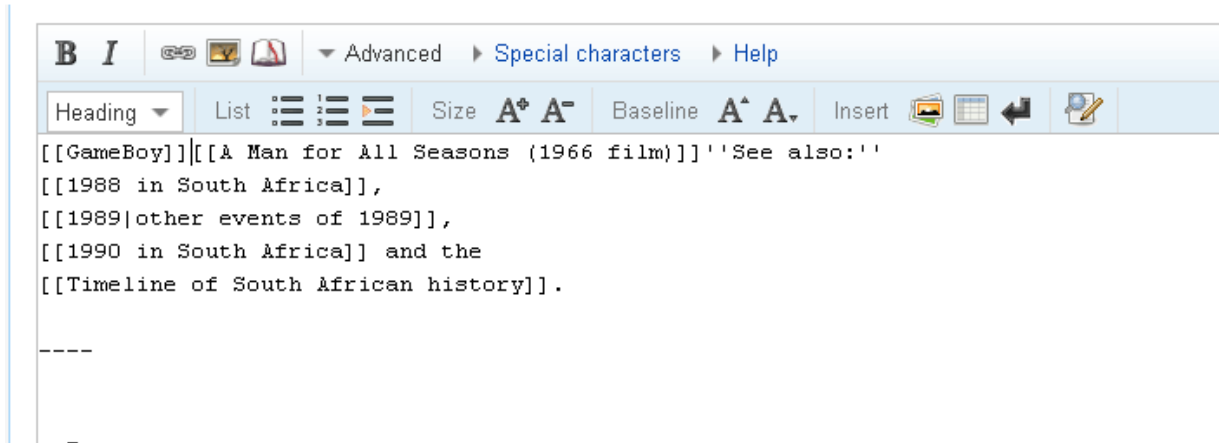 B I Advanced Special characters Help
Heading List Size A A Baseline A A Insert
[[GameBoy]][[A Man for All Seasons (1966 film)]]''See also:''
[[1988 in South Africa]],
[[1989|other events of 1989]],
[[1990 in South Africa]] and the
[[Timeline of South African history]].
----